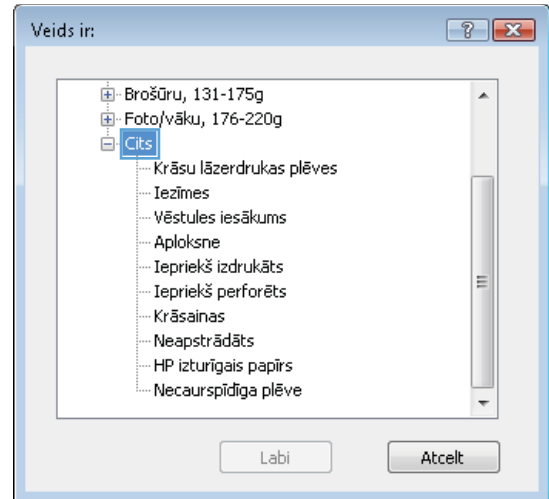 Veids ir:
Brošūru, 131-175g
Foto/vāku, 176-220g
Cits
Krāsu lāzerdrukas plēves
Iezīmes
Vēstules iesākums
Aploksne
Iepriekš izdrukāts
Iepriekš perforēts
Krāsainas
Neapstrādāts
HP izturīgais papīrs
Necaurspīdīga plēve
Labi
Atcelt